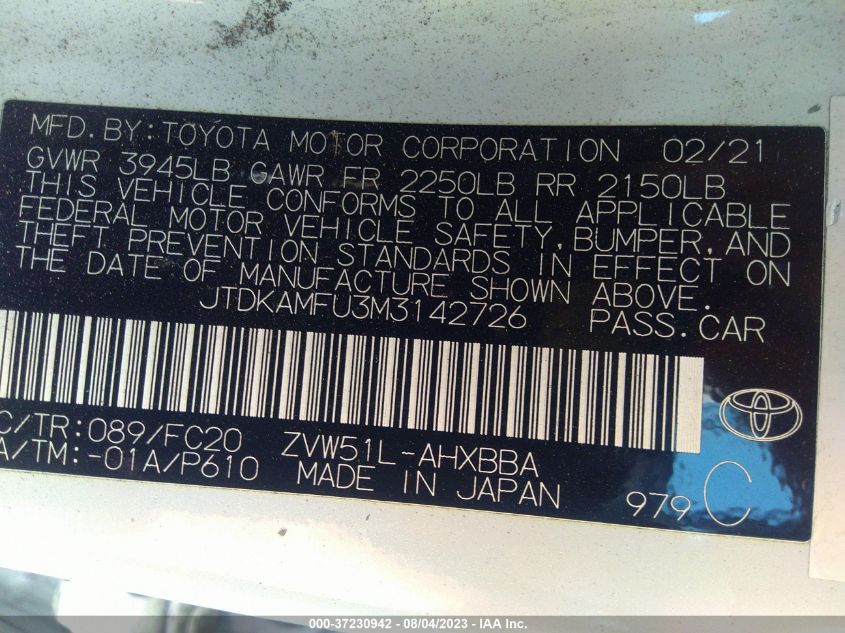 MFD. BY: TOYOTA MOTOR CORPORATION 02/21
GVWR 3945LB GAWR FR 2250LB RR 2150LB
THIS VEHICLE CONFORMS TO ALL APPLICABLE
FEDERAL MOTOR VEHICLE SAFETY, BUMPER, AND
THEFT PREVENTION STANDARDS IN EFFECT ON
THE DATE OF MANUFACTURE SHOWN ABOVE.
JTDKAMFU3M3142726 PASS. CAR
C/TR: 089/FC20 ZVW51L-AHXBBA
A/TM: -01A/P610 MADE IN JAPAN 979 C
000-37230942 - 08/04/2023 - IAA Inc.